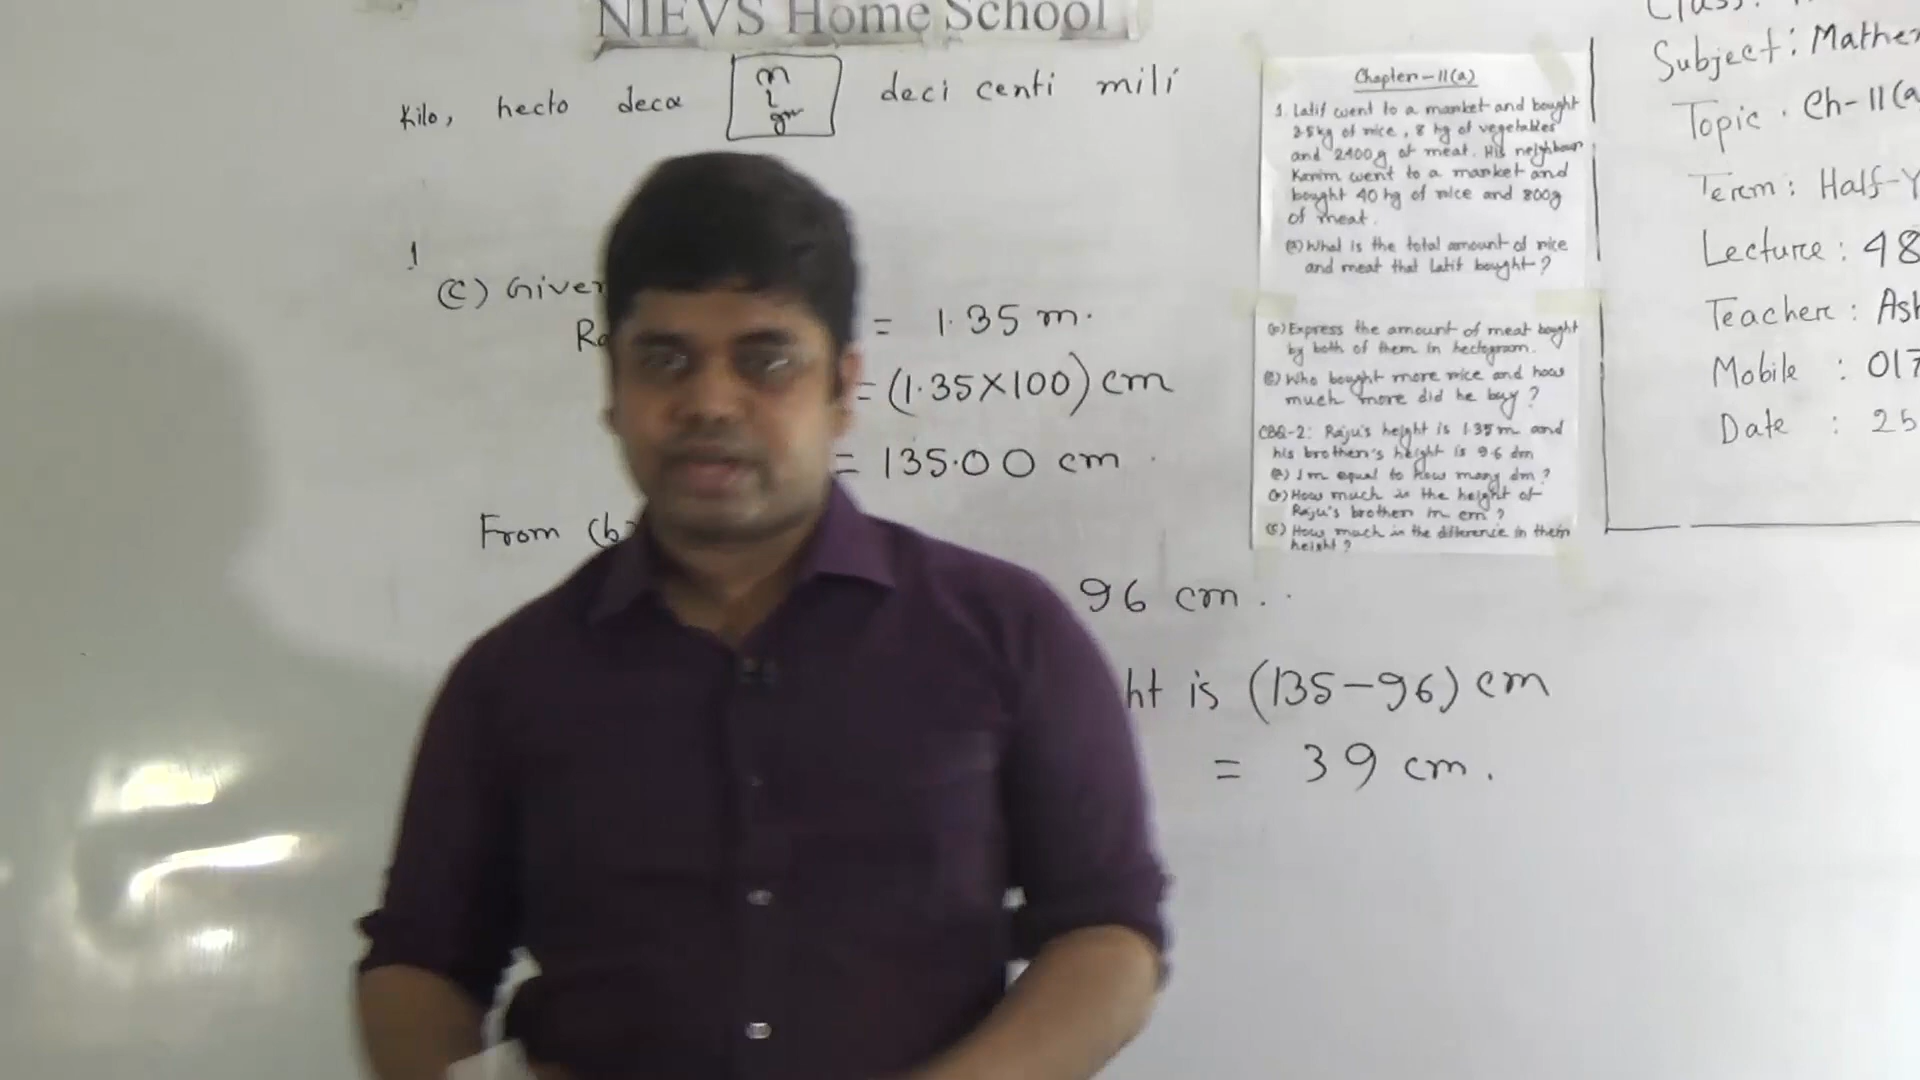 NIEVS Home School
Kilo, hecto deca m l gm deci centi mili
1
(C) Given
Ra = 1.35 m.
= (1.35X100) cm
= 135.00 cm
From (b)
96 cm.
ht is (135-96) cm
= 39 cm.
Chapter-11(a)
1. Latif went to a market and bought
kg of rice, 8 hg of vegetables
and 2400g of meat. His neighbour
Karim went to a market and
bought 40 hg of rice and 800g
of meat.
(a) What is the total amount of rice
and meat that Latif bought?
(b) Express the amount of meat bought
by both of them in hectogram.
(c) Who bought more rice and how
much more did he buy?
CBQ-2: Raju's height is 1.35m and
his brother's height is 9.6 dm
(a) 1m equal to how many dm?
(b) How much is the height of
Raju's brother in cm?
(c) How much in the difference in their
height?
Class:
Subject: Mathe
Topic. Ch-11(a
Term: Half-Y
Lecture: 48
Teacher: Ash
Mobile : 017
Date : 25